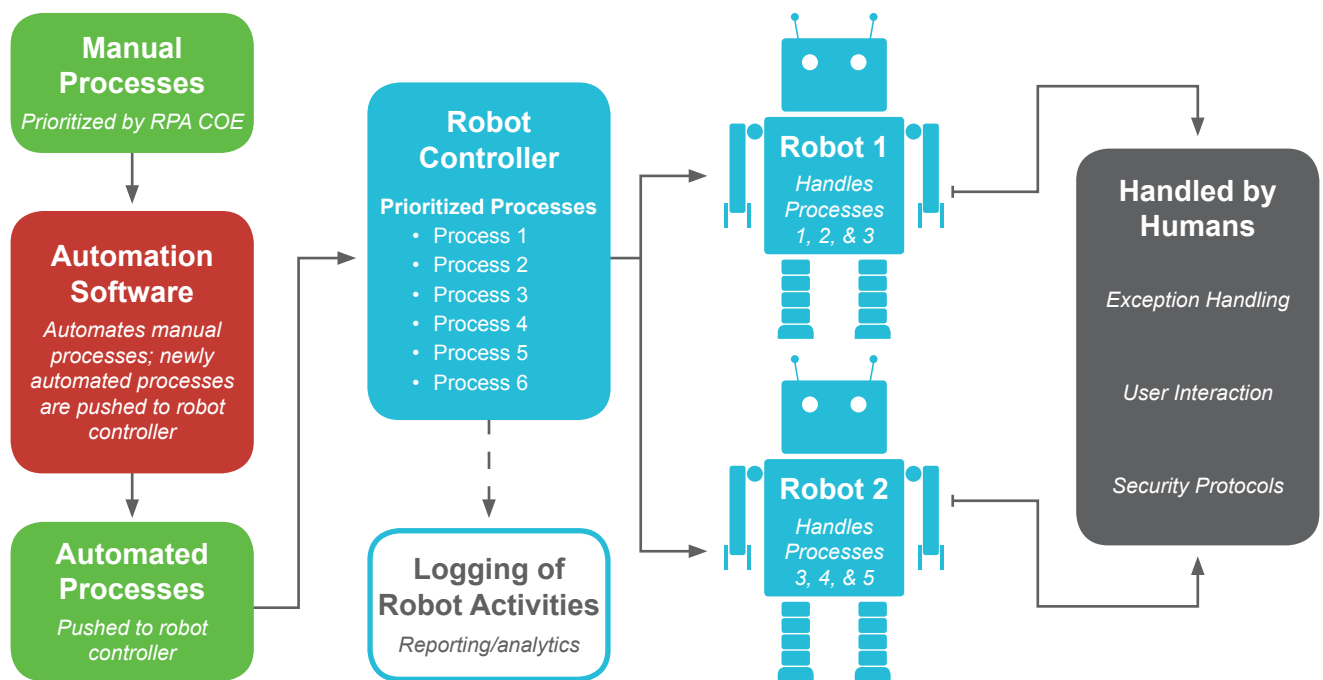 Manual
Processes
Prioritized by RPA COE
Automation
Software
Automates manual
processes; newly
automated processes
are pushed to robot
controller
Automated
Processes
Pushed to robot
controller
Robot
Controller
Prioritized Processes
• Process 1
• Process 2
• Process 3
• Process 4
• Process 5
• Process 6
Logging of
Robot Activities
Reporting/analytics
Robot 1
Handles
Processes
1, 2, & 3
Robot 2
Handles
Processes
3, 4, & 5
Handled by
Humans
Exception Handling
User Interaction
Security Protocols